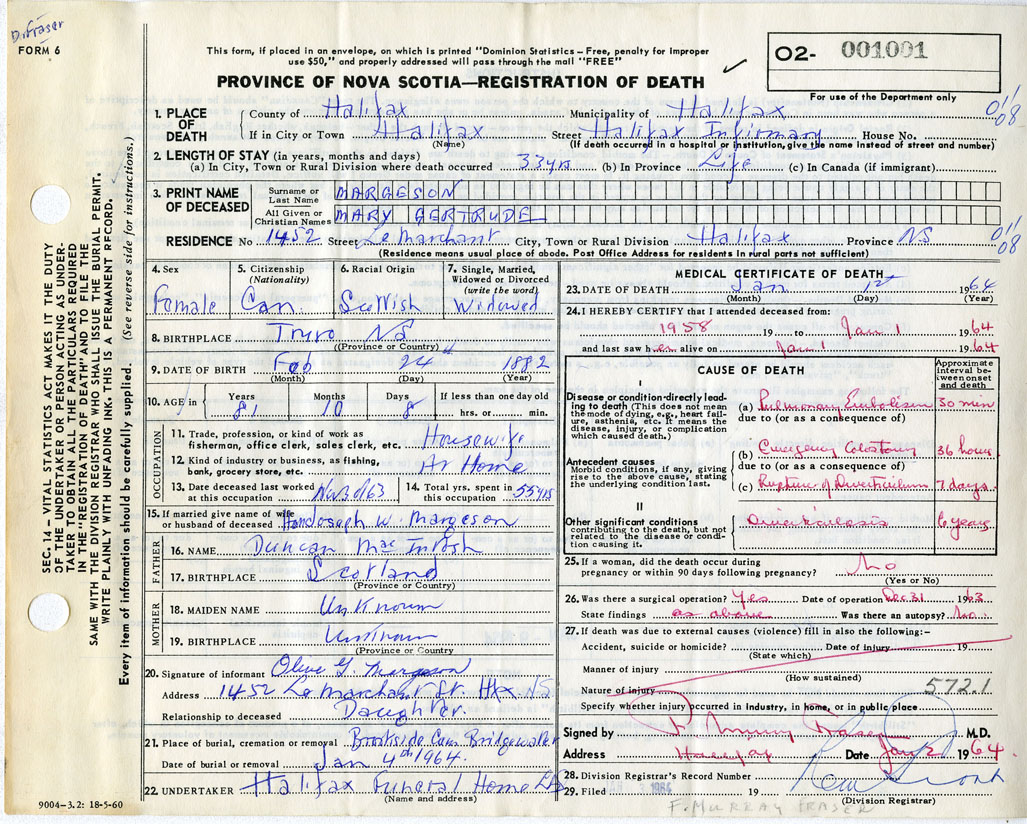 Dr. Fraser
FORM 6
This form, if placed in an envelope, on which is printed "Dominion Statistics – Free, penalty for improper
use $50," and properly addressed will pass through the mail "FREE"
PROVINCE OF NOVA SCOTIA—REGISTRATION OF DEATH
02- 001001
For use of the Department only
SEC. 14 – VITAL STATISTICS ACT MAKES IT THE DUTY
OF THE UNDERTAKER OR PERSON ACTING AS UNDER-
TAKER TO OBTAIN ALL THE PARTICULARS REQUIRED
IN THE "REGISTRATION OF DEATH" AND TO FILE THE
SAME WITH THE DIVISION REGISTRAR WHO SHALL ISSUE THE BURIAL PERMIT.
WRITE PLAINLY WITH UNFADING INK. THIS IS A PERMANENT RECORD.
Every item of information should be carefully supplied. (See reverse side for instructions.)
1. PLACE OF DEATH
County of Halifax Municipality of Halifax 01/08
If in City or Town Halifax Street Halifax Infirmary House No.
(Name) (If death occurred in a hospital or institution, give the name instead of street and number)
2. LENGTH OF STAY (in years, months and days)
(a) In City, Town or Rural Division where death occurred 33 yrs (b) In Province Life (c) In Canada (if immigrant)
3. PRINT NAME OF DECEASED
Surname or Last Name MARGESON
All Given or Christian Names MARY GERTRUDE
RESIDENCE No 1452 Street Le Marchant City, Town or Rural Division Halifax Province NS 01/08
(Residence means usual place of abode. Post Office Address for residents in rural parts not sufficient)
4. Sex Female
5. Citizenship (Nationality) Can.
6. Racial Origin Scottish
7. Single, Married, Widowed or Divorced (write the word) Widowed
8. BIRTHPLACE Truro NS
(Province or Country)
9. DATE OF BIRTH Feb 24th 1882
(Month) (Day) (Year)
10. AGE in Years 81 Months 10 Days 8 If less than one day old hrs. or min.
OCCUPATION
11. Trade, profession, or kind of work as
fisherman, office clerk, sales clerk, etc. Housewife
12. Kind of industry or business, as fishing,
bank, grocery store, etc. At Home
13. Date deceased last worked
at this occupation Nov 30/63
14. Total yrs. spent in
this occupation 55 yrs
15. If married give name of wife
or husband of deceased Joseph W. Margeson
FATHER
16. NAME Duncan MacIntosh
17. BIRTHPLACE Scotland
(Province or Country)
MOTHER
18. MAIDEN NAME Unknown
19. BIRTHPLACE Unknown
(Province or Country
20. Signature of informant Olive G. Margeson
Address 1452 Le Marchant St. Hfx. NS
Relationship to deceased Daughter.
21. Place of burial, cremation or removal Brookside Cem. Bridgewater
Date of burial or removal Jan 4th 1964.
22. UNDERTAKER Halifax Funeral Home Ltd
(Name and address)
9004–3.2: 18-5-60
MEDICAL CERTIFICATE OF DEATH
23. DATE OF DEATH Jan 1st 1964
(Month) (Day) (Year)
24. I HEREBY CERTIFY that I attended deceased from:
1958 19 to Jan 1 1964
and last saw her alive on Jan 1 1964
CAUSE OF DEATH
Approximate interval between onset and death
I
Disease or condition directly lead-
ing to death (This does not mean
the mode of dying, e.g., heart fail-
ure, asthenia, etc. It means the
disease, injury, or complication
which caused death.)
(a) Pulmonary Embolism 30 min
due to (or as a consequence of)
Antecedent causes
Morbid conditions, if any, giving
rise to the above cause, stating
the underlying condition last.
(b) Emergency Colostomy 36 hours
due to (or as a consequence of)
(c) Rupture of Diverticulum 7 days
II
Other significant conditions
contributing to the death, but not
related to the disease or condi-
tion causing it.
Diverticulosis 6 years
25. If a woman, did the death occur during
pregnancy or within 90 days following pregnancy? No
(Yes or No)
26. Was there a surgical operation? Yes Date of operation Dec 31 1963
State findings as above Was there an autopsy? No.
27. If death was due to external causes (violence) fill in also the following:–
Accident, suicide or homicide? Date of injury 19
(State which)
Manner of injury
(How sustained)
Nature of injury 572.1
Specify whether injury occurred in Industry, in home, or in public place
Signed by F. Murray Fraser M.D.
Address Halifax Date Jan 2 1964.
28. Division Registrar's Record Number
29. Filed 19
(Division Registrar)
F. MURRAY FRASER